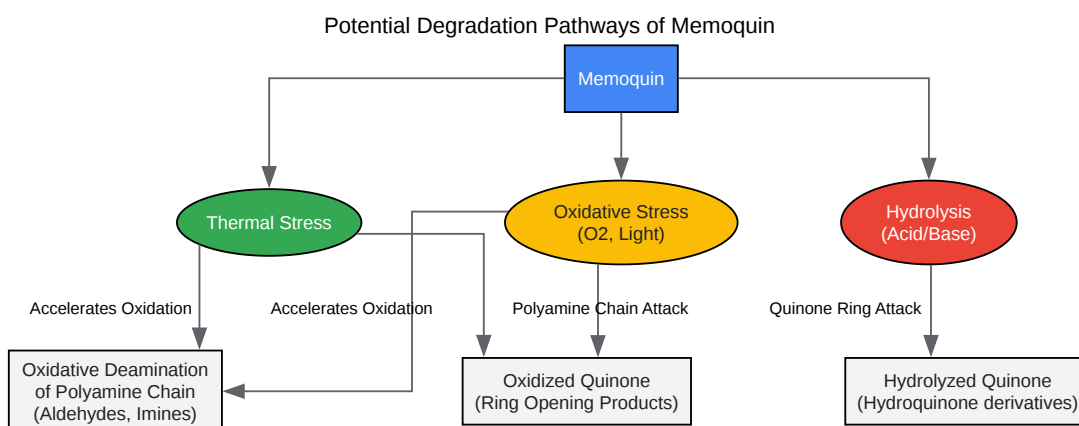 Potential Degradation Pathways of Memoquin
Memoquin
Thermal Stress
Oxidative Stress
(O2, Light)
Hydrolysis
(Acid/Base)
Accelerates Oxidation
Accelerates Oxidation
Polyamine Chain Attack
Quinone Ring Attack
Oxidative Deamination
of Polyamine Chain
(Aldehydes, Imines)
Oxidized Quinone
(Ring Opening Products)
Hydrolyzed Quinone
(Hydroquinone derivatives)